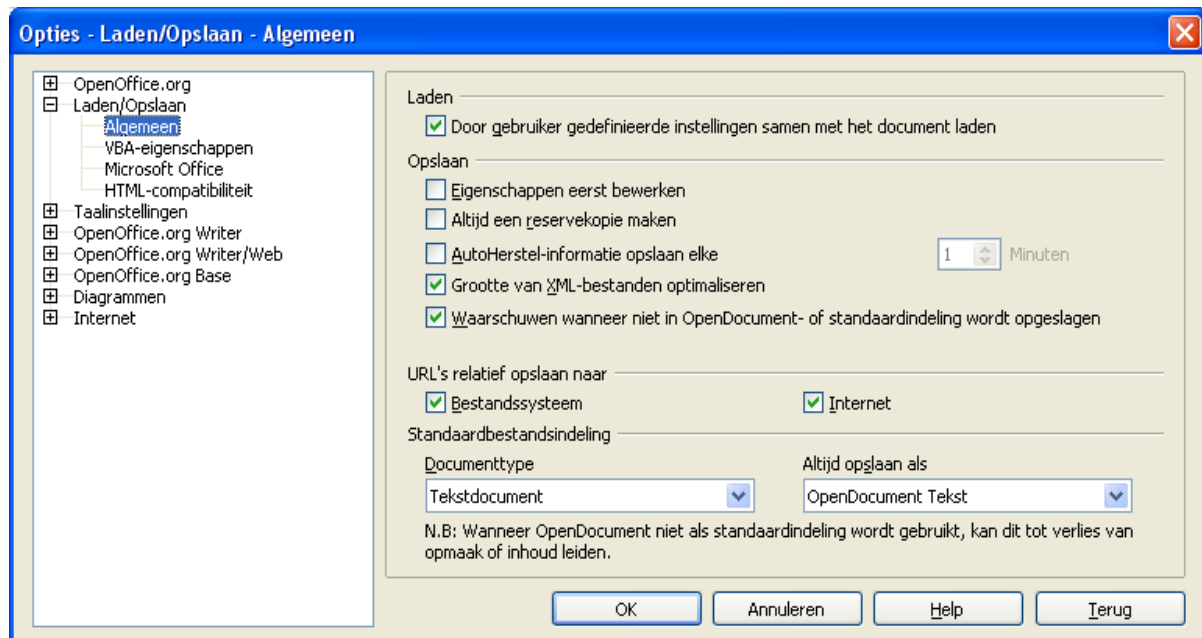 Opties - Laden/Opslaan - Algemeen
OpenOffice.org
Laden/Opslaan
Algemeen
VBA-eigenschappen
Microsoft Office
HTML-compatibiliteit
Taalinstellingen
OpenOffice.org Writer
OpenOffice.org Writer/Web
OpenOffice.org Base
Diagrammen
Internet
Laden
Door gebruiker gedefinieerde instellingen samen met het document laden
Opslaan
Eigenschappen eerst bewerken
Altijd een reservekopie maken
AutoHerstel-informatie opslaan elke 1 Minuten
Grootte van XML-bestanden optimaliseren
Waarschuwen wanneer niet in OpenDocument- of standaardindeling wordt opgeslagen
URL's relatief opslaan naar
Bestandssysteem Internet
Standaardbestandsindeling
Documenttype Altijd opslaan als
Tekstdocument OpenDocument Tekst
N.B: Wanneer OpenDocument niet als standaardindeling wordt gebruikt, kan dit tot verlies van
opmaak of inhoud leiden.
OK Annuleren Help Terug